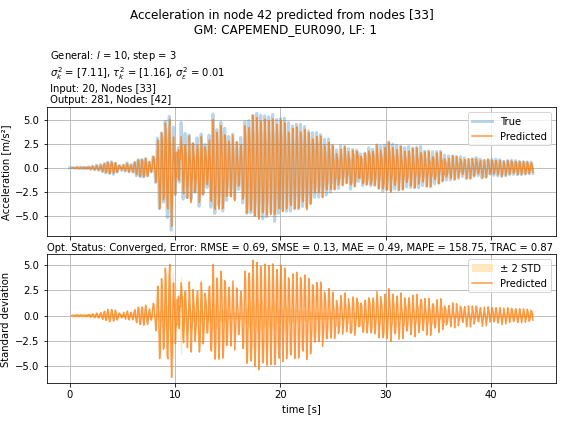 Acceleration in node 42 predicted from nodes [33]
GM: CAPEMEND_EUR090, LF: 1
General: l = 10, step = 3
σ²ₖ = [7.11], τ²ₖ = [1.16], σ²ᵣ = 0.01
Input: 20, Nodes [33]
Output: 281, Nodes [42]
Acceleration [m/s²]
5.0
2.5
0.0
−2.5
−5.0
True
Predicted
Opt. Status: Converged, Error: RMSE = 0.69, SMSE = 0.13, MAE = 0.49, MAPE = 158.75, TRAC = 0.87
Standard deviation
5.0
2.5
0.0
−2.5
−5.0
± 2 STD
Predicted
0 10 20 30 40
time [s]